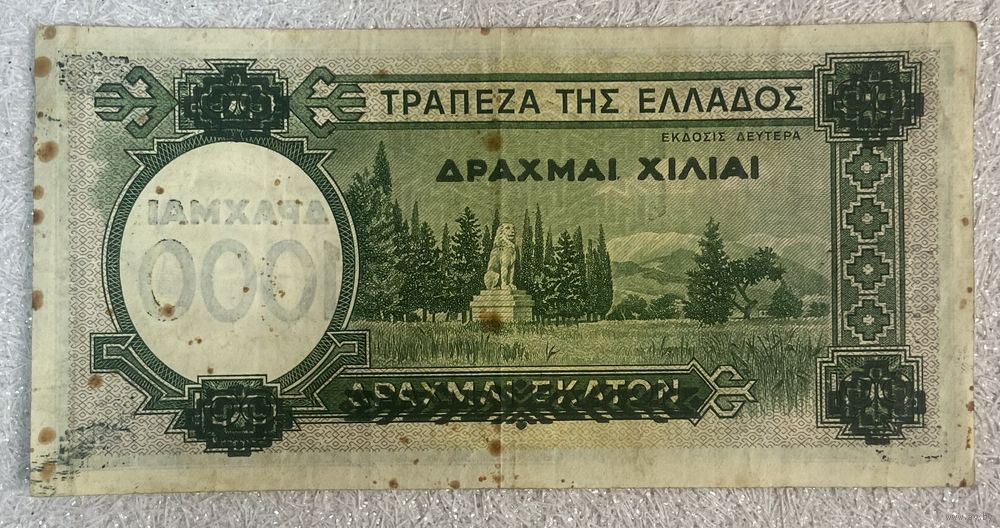 ΤΡΑΠΕΖΑ ΤΗΣ ΕΛΛΑΔΟΣ
ΕΚΔΟΣΙΣ ΔΕΥΤΕΡΑ
ΔΡΑΧΜΑΙ ΧΙΛΙΑΙ
ΔΡΑΧΜΑΙ
1000
ΔΡΑΧΜΑΙ ΕΚΑΤΟΝ